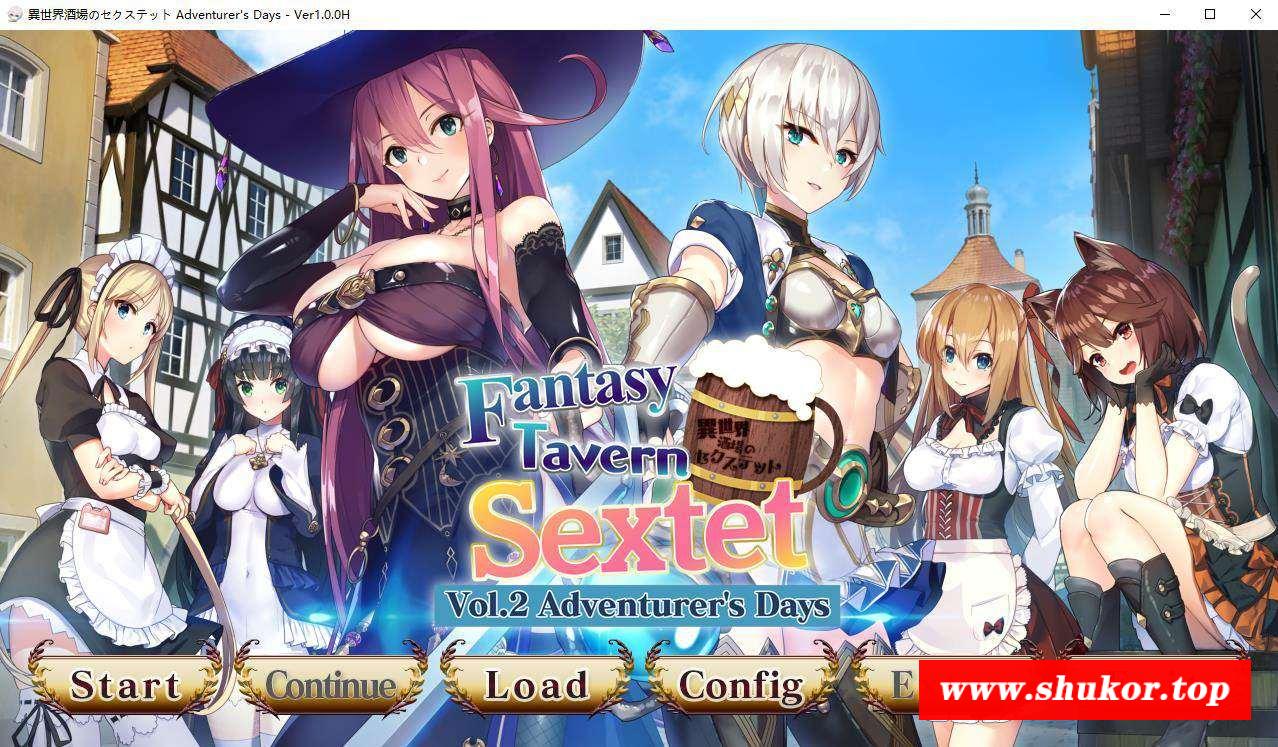 異世界酒場のセクステット Adventurer's Days - Ver1.0.0H
Fantasy
Tavern
異世界
酒場の
セクステット
Sextet
Vol.2 Adventurer's Days
Start
Continue
Load
Config
E
www.shukor.top